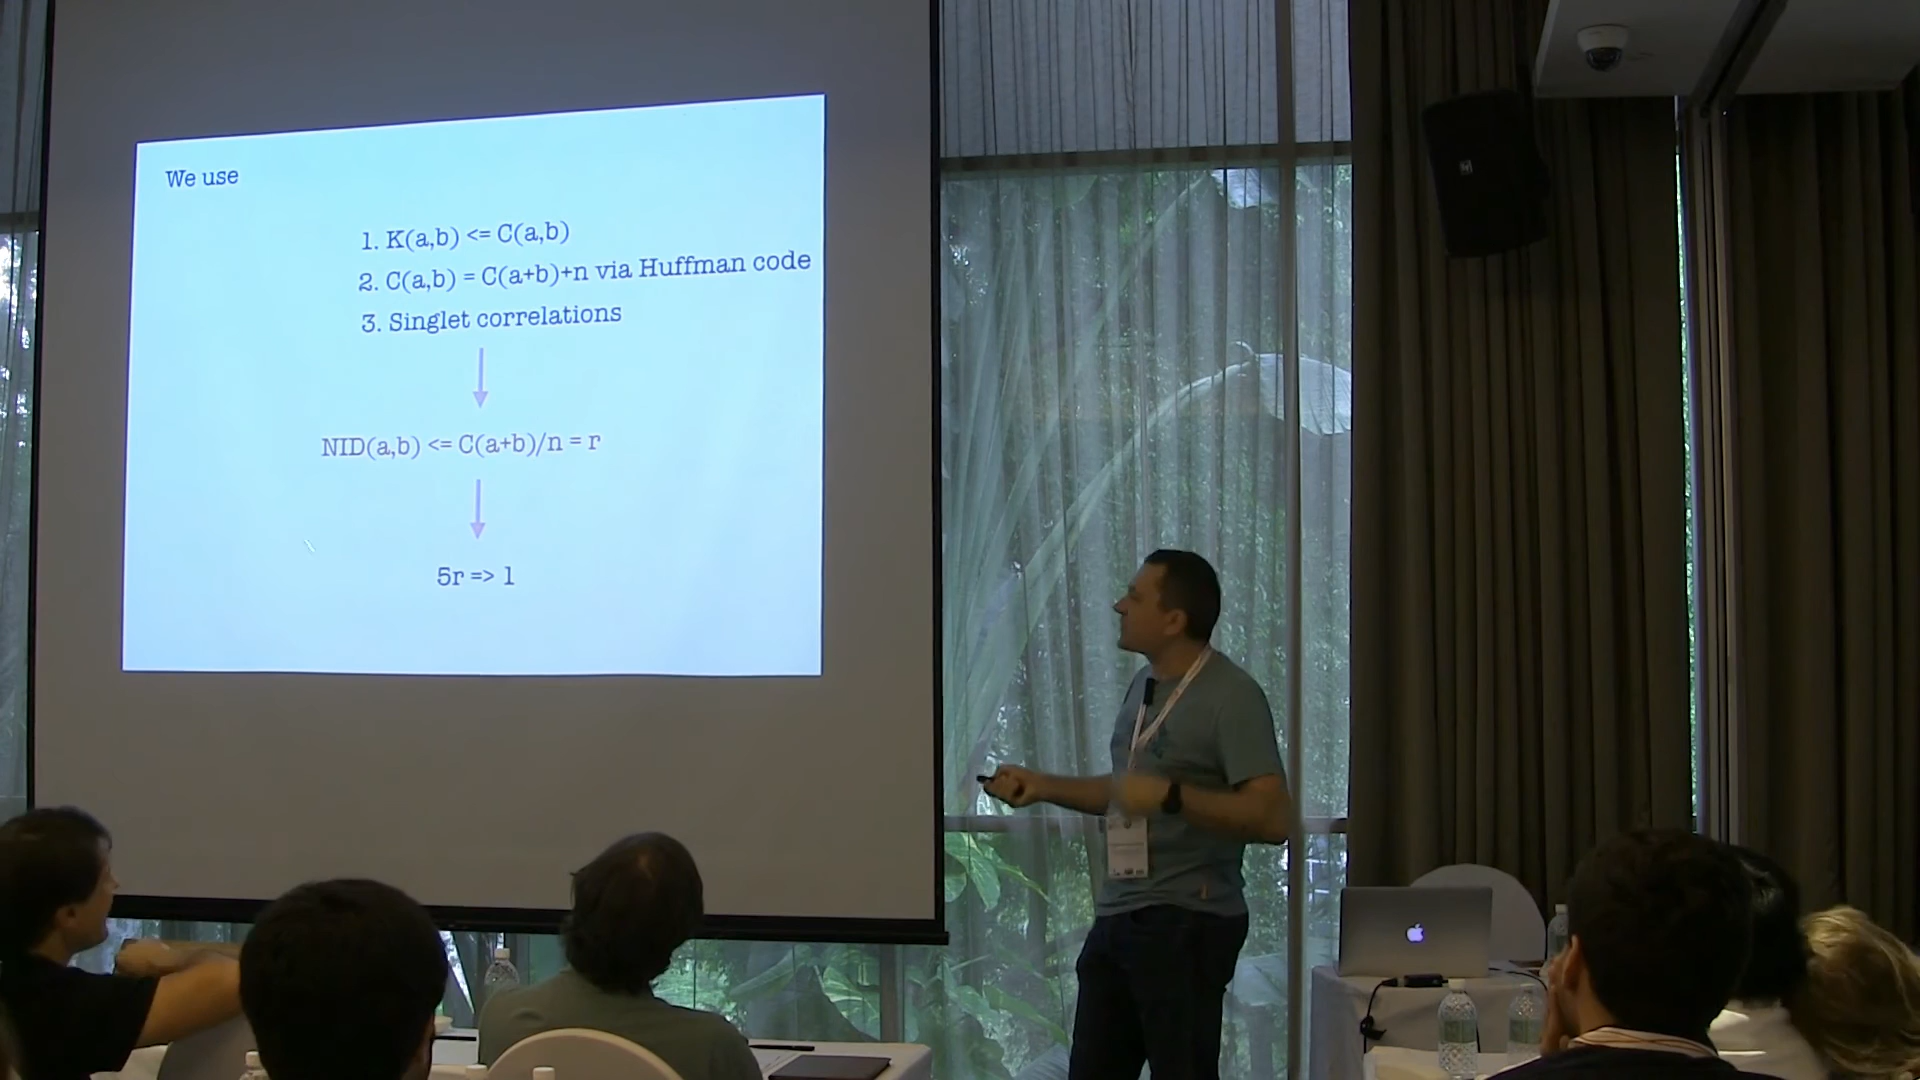 We use
1. K(a,b) <= C(a,b)
2. C(a,b) = C(a+b)+n via Huffman code
3. Singlet correlations
NID(a,b) <= C(a+b)/n = r
5r => 1